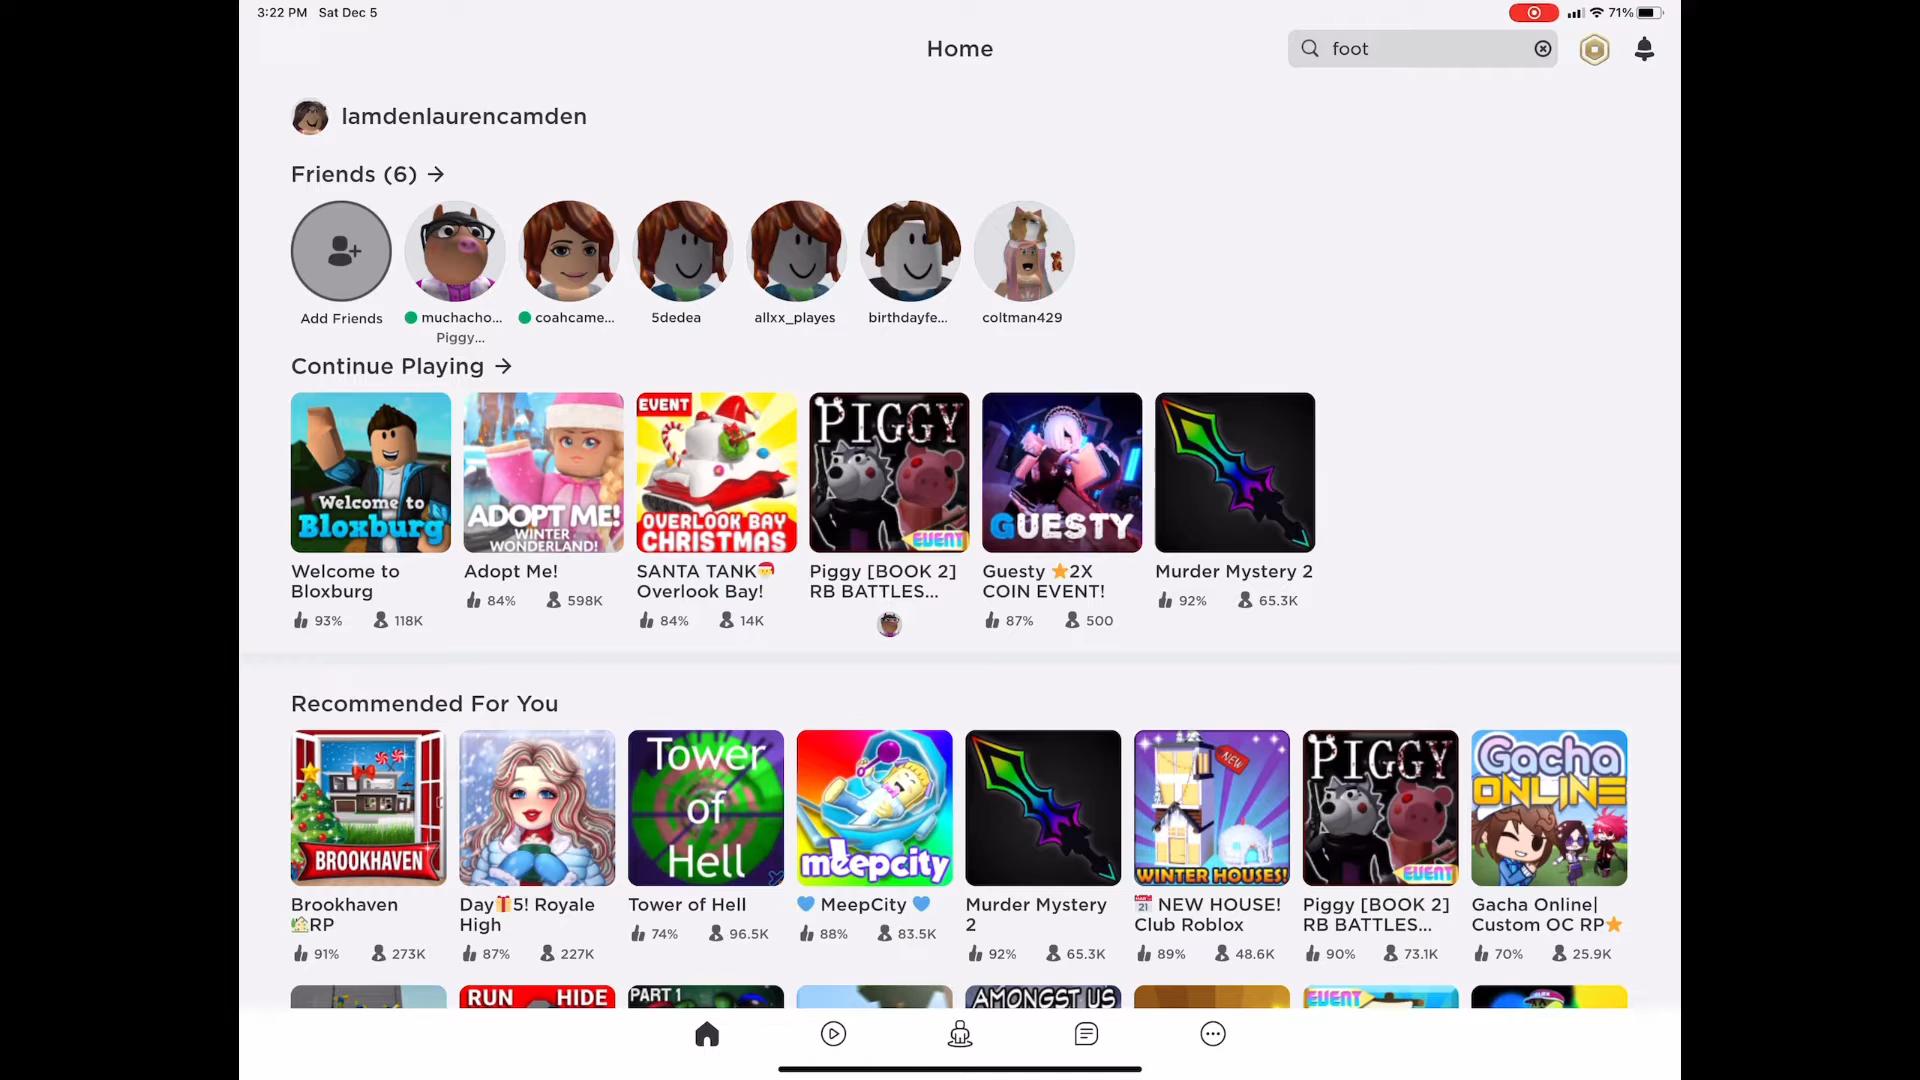 3:22 PM Sat Dec 5
71%
Home
foot
lamdenlaurencamden
Friends (6)
Add Friends
muchacho...
Piggy...
coahcame...
5dedea
allxx_playes
birthdayfe...
coltman429
Continue Playing
Welcome to
Bloxburg
ADOPT ME!
WINTER
WONDERLAND!
EVENT
OVERLOOK BAY
CHRISTMAS
PIGGY
EVENT
GUESTY
Welcome to
Bloxburg
93% 118K
Adopt Me!
84% 598K
SANTA TANK🎅
Overlook Bay!
84% 14K
Piggy [BOOK 2]
RB BATTLES...
Guesty ⭐2X
COIN EVENT!
87% 500
Murder Mystery 2
92% 65.3K
Recommended For You
BROOKHAVEN
Tower
of
Hell
meepcity
NEW
WINTER HOUSES!
PIGGY
EVENT
Gacha
ONLINE
Brookhaven
🏡RP
91% 273K
Day🎁5! Royale
High
87% 227K
Tower of Hell
74% 96.5K
💙 MeepCity 💙
88% 83.5K
Murder Mystery
2
92% 65.3K
📅 NEW HOUSE!
Club Roblox
89% 48.6K
Piggy [BOOK 2]
RB BATTLES...
90% 73.1K
Gacha Online|
Custom OC RP⭐
70% 25.9K
RUN HIDE
PART 1
AMONGST US
EVENT